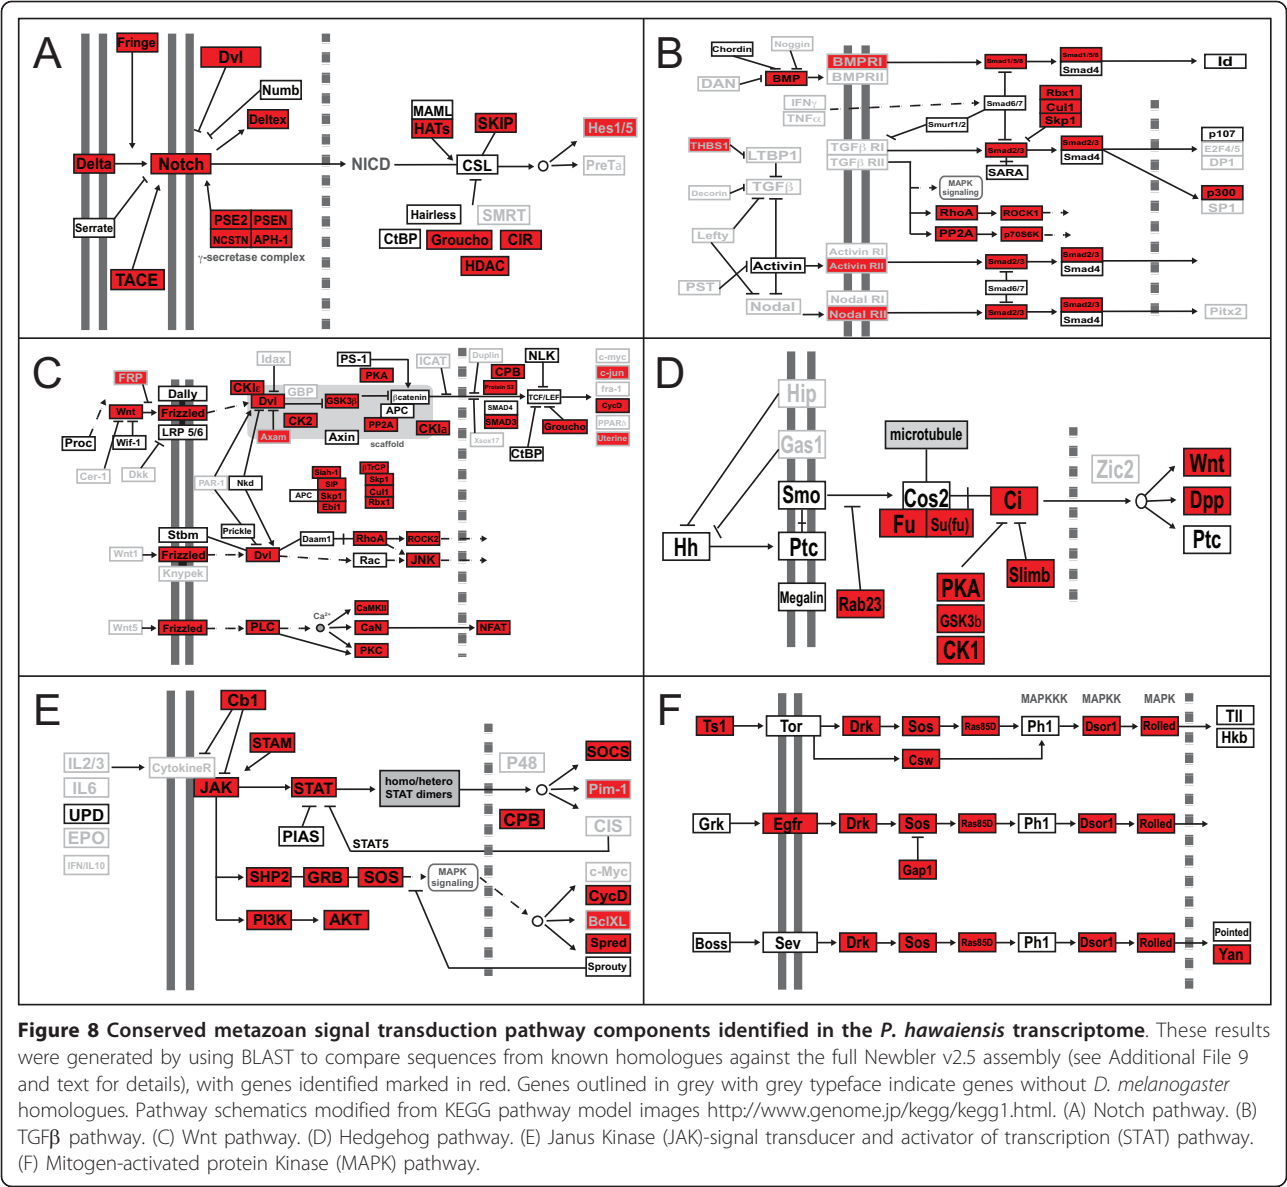 A
Fringe
Dvl
Numb
Deltex
Delta
Notch
Serrate
PSE2 PSEN
NCSTN APH-1
γ-secretase complex
TACE
NICD
MAML
HATs
SKIP
CSL
Hes1/5
PreTa
Hairless
SMRT
CtBP
Groucho
CIR
HDAC
B
Chordin
Noggin
DAN
BMP
BMPRI
BMPRII
Smad1/5/8
Smad1/5/8
Smad4
Id
IFNγ
TNFα
Smad6/7
Smurf1/2
Rbx1
Cul1
Skp1
THBS1
LTBP1
TGFβ RI
TGFβ RII
Smad2/3
SARA
Smad2/3
Smad4
p107
E2F4/5
DP1
Decorin
TGFβ
MAPK
signaling
p300
SP1
RhoA
ROCK1
PP2A
p70S6K
Lefty
Activin
Activin RI
Activin RII
Smad2/3
Smad2/3
Smad4
PST
Smad6/7
Nodal
Nodal RI
Nodal RII
Smad2/3
Smad2/3
Smad4
Pitx2
C
FRP
Wnt
Proc
Wif-1
Cer-1
Dkk
Dally
Frizzled
LRP 5/6
Idax
CKIε
GBP
Dvl
CK2
Axam
Axin
PS-1
PKA
GSK3β
βcatenin
APC
PP2A
CKIa
scaffold
ICAT
Duplin
CPB
Protein 52
SMAD4
SMAD3
Xsox17
NLK
TCF/LEF
Groucho
CtBP
c-myc
c-jun
fra-1
CycD
PPARδ
Uterine
PAR-1
Nkd
Siah-1
SIP
APC
Skp1
Ebi1
βTrCP
Skp1
Cul1
Rbx1
Stbm
Prickle
Wnt1
Frizzled
Knypek
Dvl
Daam1
RhoA
ROCK2
Rac
JNK
Wnt5
Frizzled
PLC
Ca²⁺
CaMKII
CaN
PKC
NFAT
D
Hip
Gas1
Smo
Ptc
Megalin
Hh
Rab23
microtubule
Cos2
Fu
Su(fu)
Ci
PKA
GSK3b
CK1
Slimb
Zic2
Wnt
Dpp
Ptc
E
Cb1
STAM
IL2/3
IL6
UPD
EPO
IFN/IL10
CytokineR
JAK
STAT
PIAS
homo/hetero
STAT dimers
STAT5
P48
CPB
SOCS
Pim-1
CIS
SHP2
GRB
SOS
MAPK
signaling
PI3K
AKT
c-Myc
CycD
BclXL
Spred
Sprouty
F
MAPKKK
MAPKK
MAPK
Ts1
Tor
Drk
Sos
Ras85D
Ph1
Dsor1
Rolled
Tll
Hkb
Csw
Grk
Egfr
Drk
Sos
Ras85D
Ph1
Dsor1
Rolled
Gap1
Boss
Sev
Drk
Sos
Ras85D
Ph1
Dsor1
Rolled
Pointed
Yan
Figure 8 Conserved metazoan signal transduction pathway components identified in the P. hawaiensis transcriptome. These results
were generated by using BLAST to compare sequences from known homologues against the full Newbler v2.5 assembly (see Additional File 9
and text for details), with genes identified marked in red. Genes outlined in grey with grey typeface indicate genes without D. melanogaster
homologues. Pathway schematics modified from KEGG pathway model images http://www.genome.jp/kegg/kegg1.html. (A) Notch pathway. (B)
TGFβ pathway. (C) Wnt pathway. (D) Hedgehog pathway. (E) Janus Kinase (JAK)-signal transducer and activator of transcription (STAT) pathway.
(F) Mitogen-activated protein Kinase (MAPK) pathway.